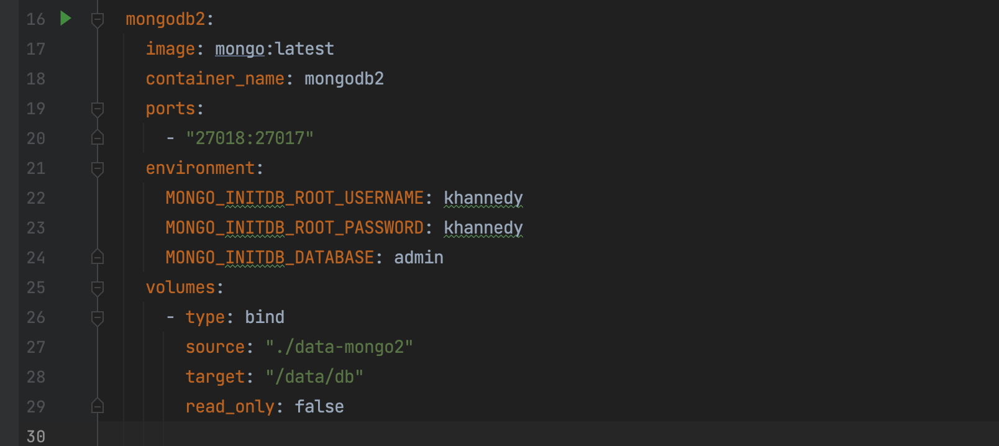 16 mongodb2:
17 image: mongo:latest
18 container_name: mongodb2
19 ports:
20 - "27018:27017"
21 environment:
22 MONGO_INITDB_ROOT_USERNAME: khannedy
23 MONGO_INITDB_ROOT_PASSWORD: khannedy
24 MONGO_INITDB_DATABASE: admin
25 volumes:
26 - type: bind
27 source: "./data-mongo2"
28 target: "/data/db"
29 read_only: false
30